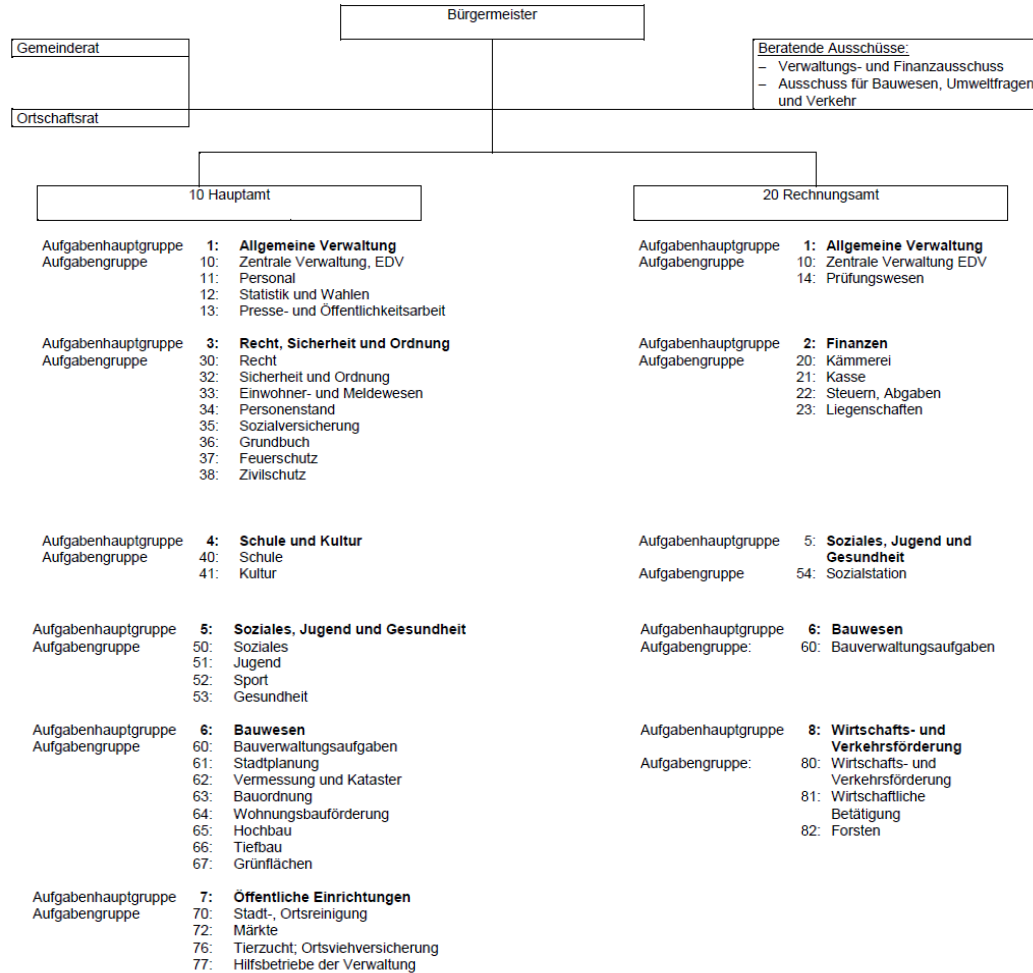 Bürgermeister
Gemeinderat
Beratende Ausschüsse:
– Verwaltungs- und Finanzausschuss
– Ausschuss für Bauwesen, Umweltfragen
und Verkehr
Ortschaftsrat
10 Hauptamt
Aufgabenhauptgruppe 1: Allgemeine Verwaltung
Aufgabengruppe 10: Zentrale Verwaltung, EDV
11: Personal
12: Statistik und Wahlen
13: Presse- und Öffentlichkeitsarbeit
Aufgabenhauptgruppe 3: Recht, Sicherheit und Ordnung
Aufgabengruppe 30: Recht
32: Sicherheit und Ordnung
33: Einwohner- und Meldewesen
34: Personenstand
35: Sozialversicherung
36: Grundbuch
37: Feuerschutz
38: Zivilschutz
Aufgabenhauptgruppe 4: Schule und Kultur
Aufgabengruppe 40: Schule
41: Kultur
Aufgabenhauptgruppe 5: Soziales, Jugend und Gesundheit
Aufgabengruppe 50: Soziales
51: Jugend
52: Sport
53: Gesundheit
Aufgabenhauptgruppe 6: Bauwesen
Aufgabengruppe 60: Bauverwaltungsaufgaben
61: Stadtplanung
62: Vermessung und Kataster
63: Bauordnung
64: Wohnungsbauförderung
65: Hochbau
66: Tiefbau
67: Grünflächen
Aufgabenhauptgruppe 7: Öffentliche Einrichtungen
Aufgabengruppe 70: Stadt-, Ortsreinigung
72: Märkte
76: Tierzucht; Ortsviehversicherung
77: Hilfsbetriebe der Verwaltung
20 Rechnungsamt
Aufgabenhauptgruppe 1: Allgemeine Verwaltung
Aufgabengruppe 10: Zentrale Verwaltung EDV
14: Prüfungswesen
Aufgabenhauptgruppe 2: Finanzen
Aufgabengruppe 20: Kämmerei
21: Kasse
22: Steuern, Abgaben
23: Liegenschaften
Aufgabenhauptgruppe 5: Soziales, Jugend und
Gesundheit
Aufgabengruppe 54: Sozialstation
Aufgabenhauptgruppe 6: Bauwesen
Aufgabengruppe: 60: Bauverwaltungsaufgaben
Aufgabenhauptgruppe 8: Wirtschafts- und
Verkehrsförderung
Aufgabengruppe: 80: Wirtschafts- und
Verkehrsförderung
81: Wirtschaftliche
Betätigung
82: Forsten